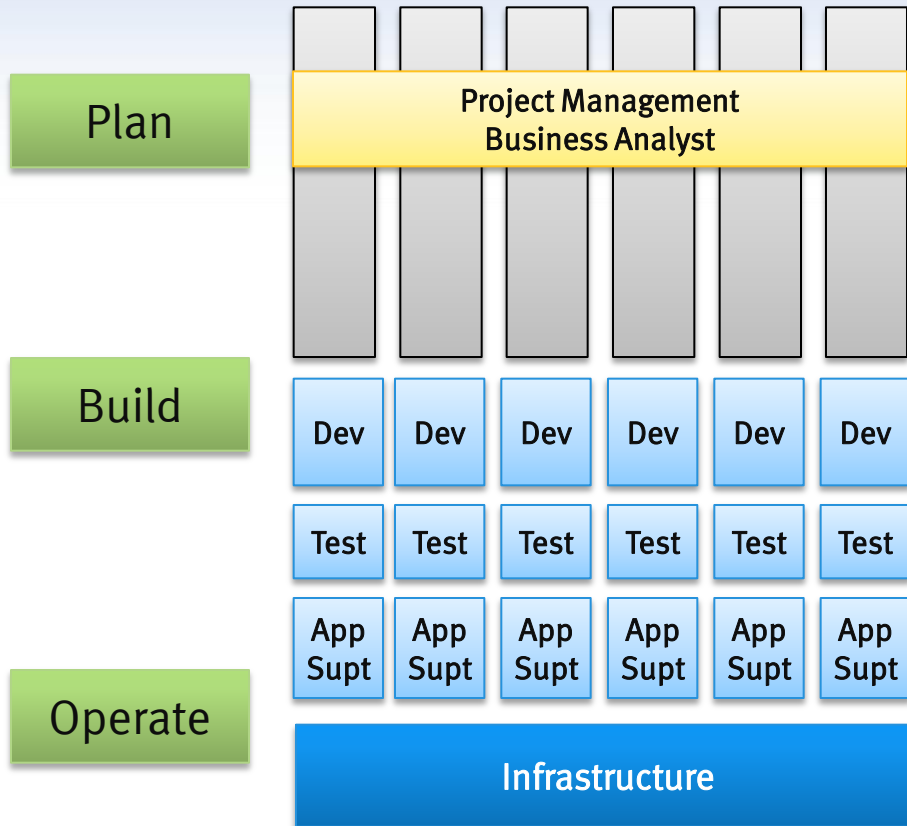 Plan
Project Management
Business Analyst
Build
Dev Dev Dev Dev Dev Dev
Test Test Test Test Test Test
App App App App App App
Supt Supt Supt Supt Supt Supt
Operate
Infrastructure